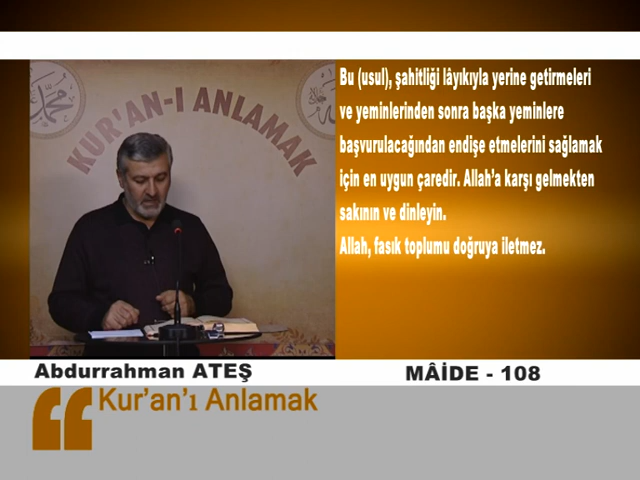 KUR'AN-I ANLAMAK
Bu (usul), şahitliği lâyıkıyla yerine getirmeleri
ve yeminlerinden sonra başka yeminlere
başvurulacağından endişe etmelerini sağlamak
için en uygun çaredir. Allah’a karşı gelmekten
sakının ve dinleyin.
Allah, fasık toplumu doğruya iletmez.
Abdurrahman ATEŞ
MÂİDE - 108
Kur’an’ı Anlamak